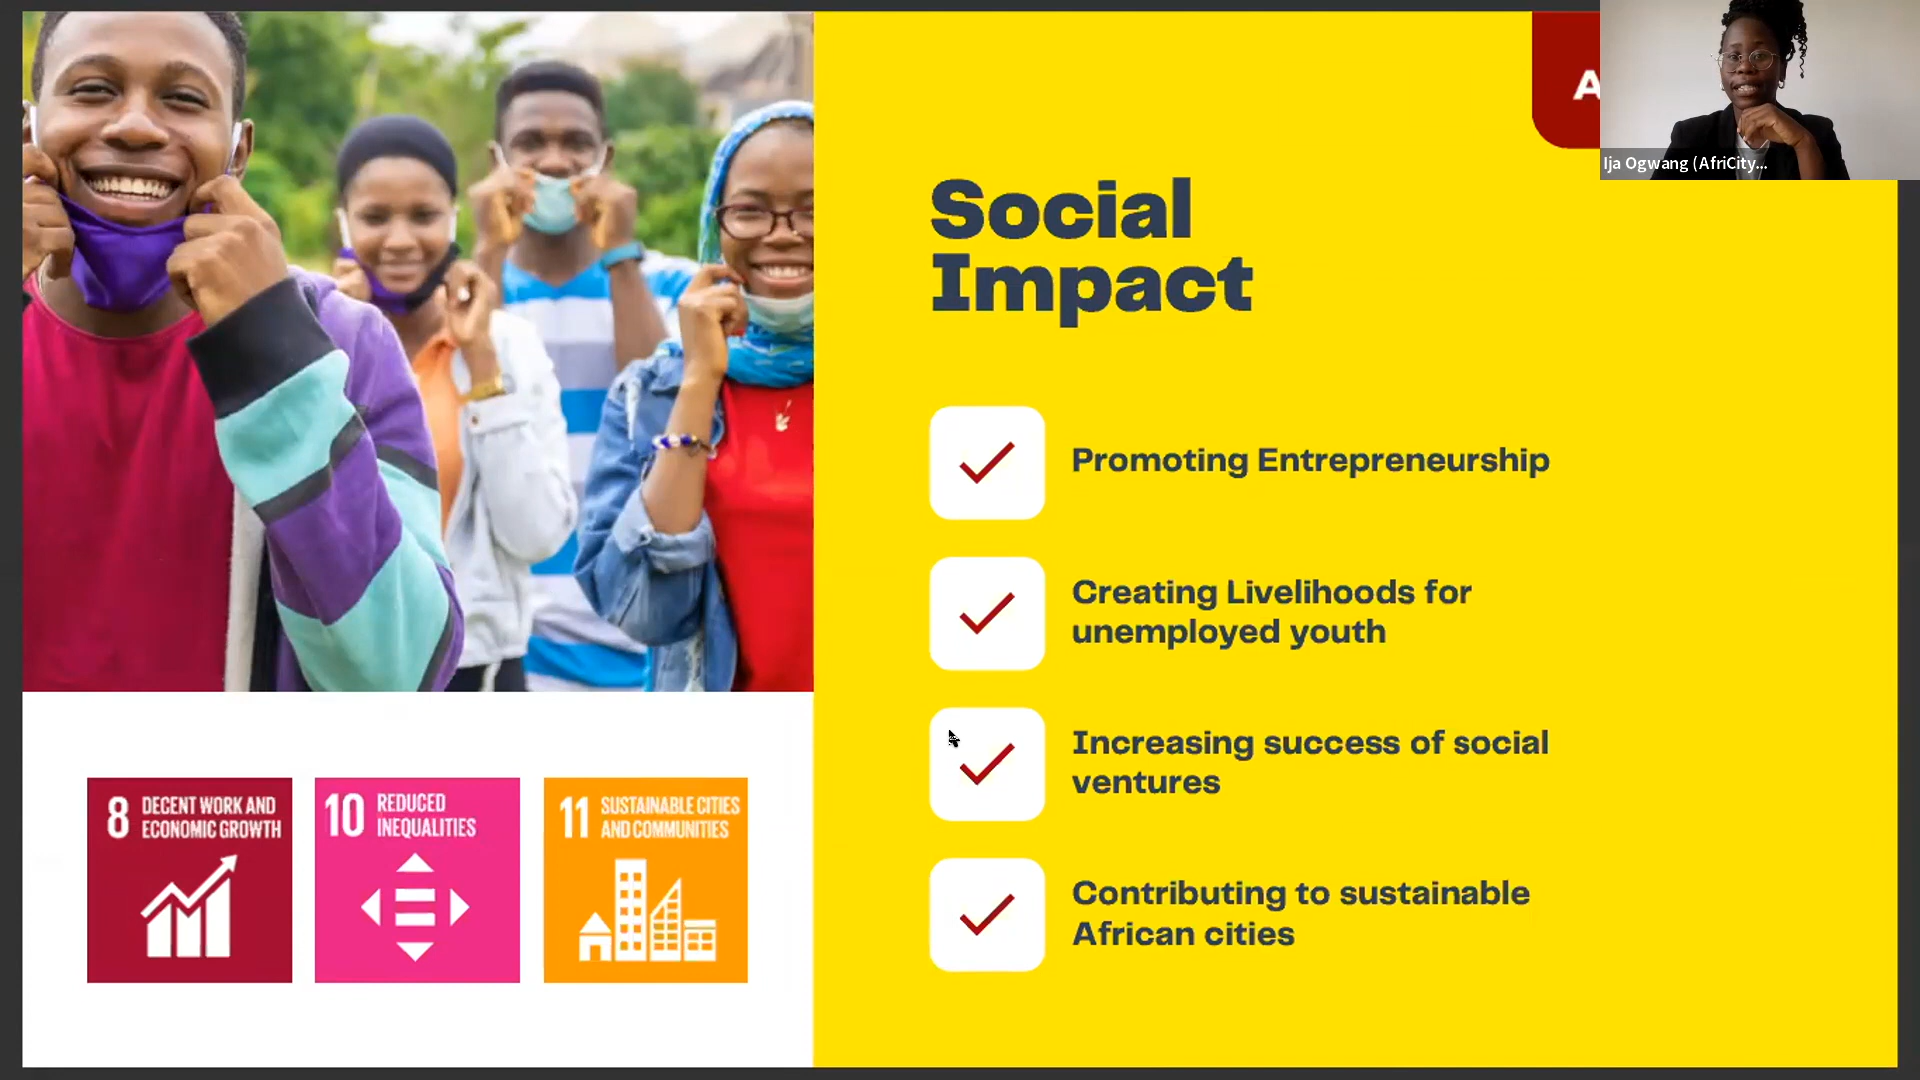 A
Ija Ogwang (AfriCity...
Social
Impact
Promoting Entrepreneurship
Creating Livelihoods for
unemployed youth
Increasing success of social
ventures
Contributing to sustainable
African cities
8 DECENT WORK AND
ECONOMIC GROWTH
10 REDUCED
INEQUALITIES
11 SUSTAINABLE CITIES
AND COMMUNITIES